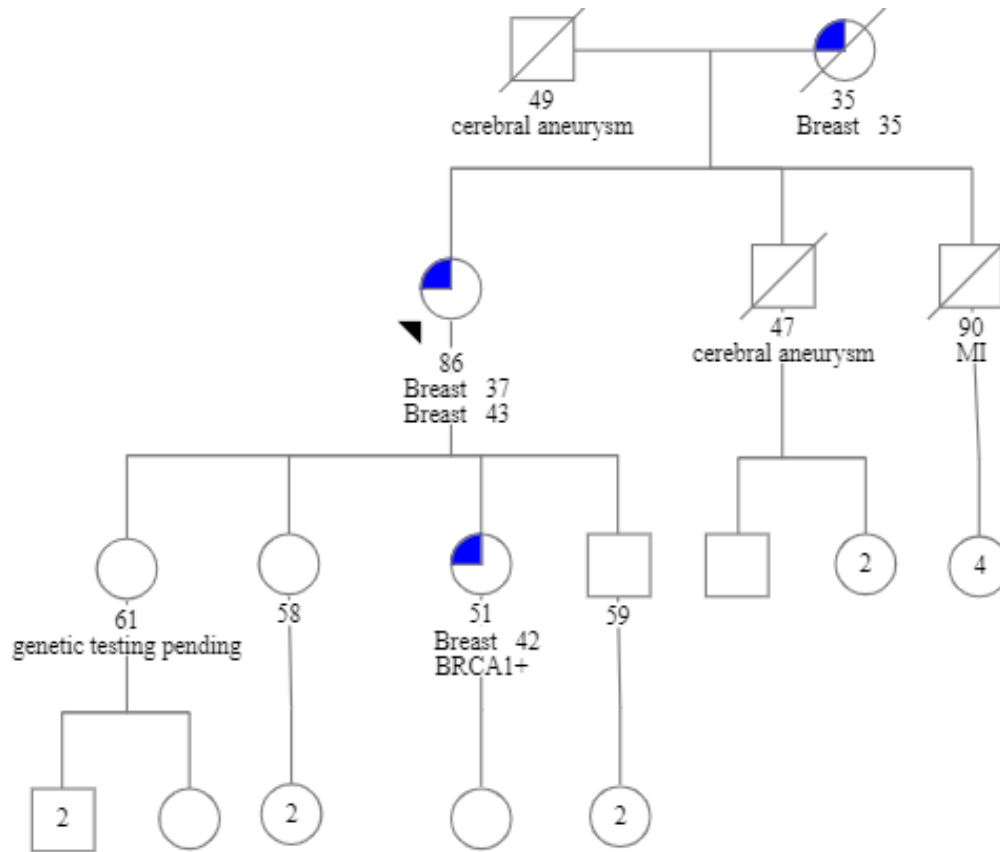 49
cerebral aneurysm
35
Breast 35
86
Breast 37
Breast 43
47
cerebral aneurysm
90
MI
61
genetic testing pending
58
51
Breast 42
BRCA1+
59
2
4
2
2
2